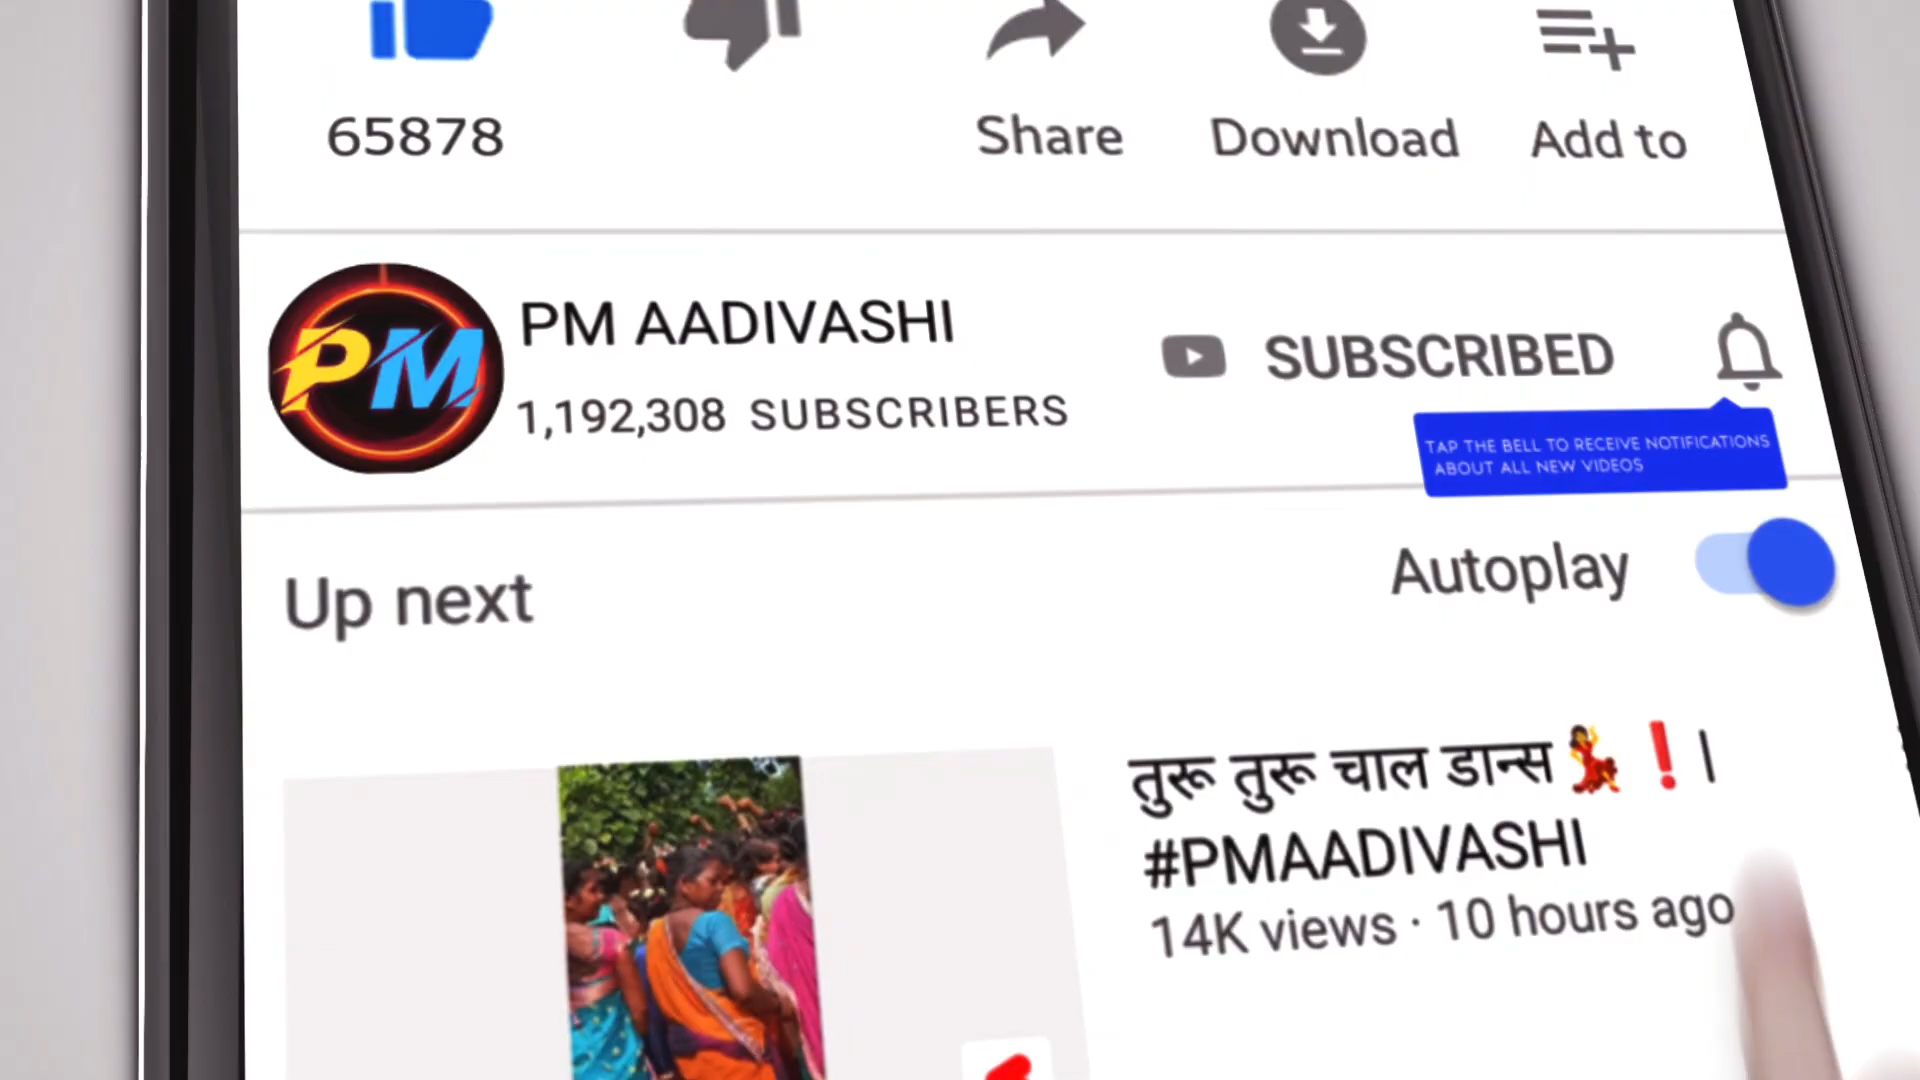 65878
Share
Download
Add to
PM
PM AADIVASHI
1,192,308 SUBSCRIBERS
SUBSCRIBED
TAP THE BELL TO RECEIVE NOTIFICATIONS
ABOUT ALL NEW VIDEOS
Up next
Autoplay
तुरू तुरू चाल डान्स💃❗।
#PMAADIVASHI
14K views · 10 hours ago